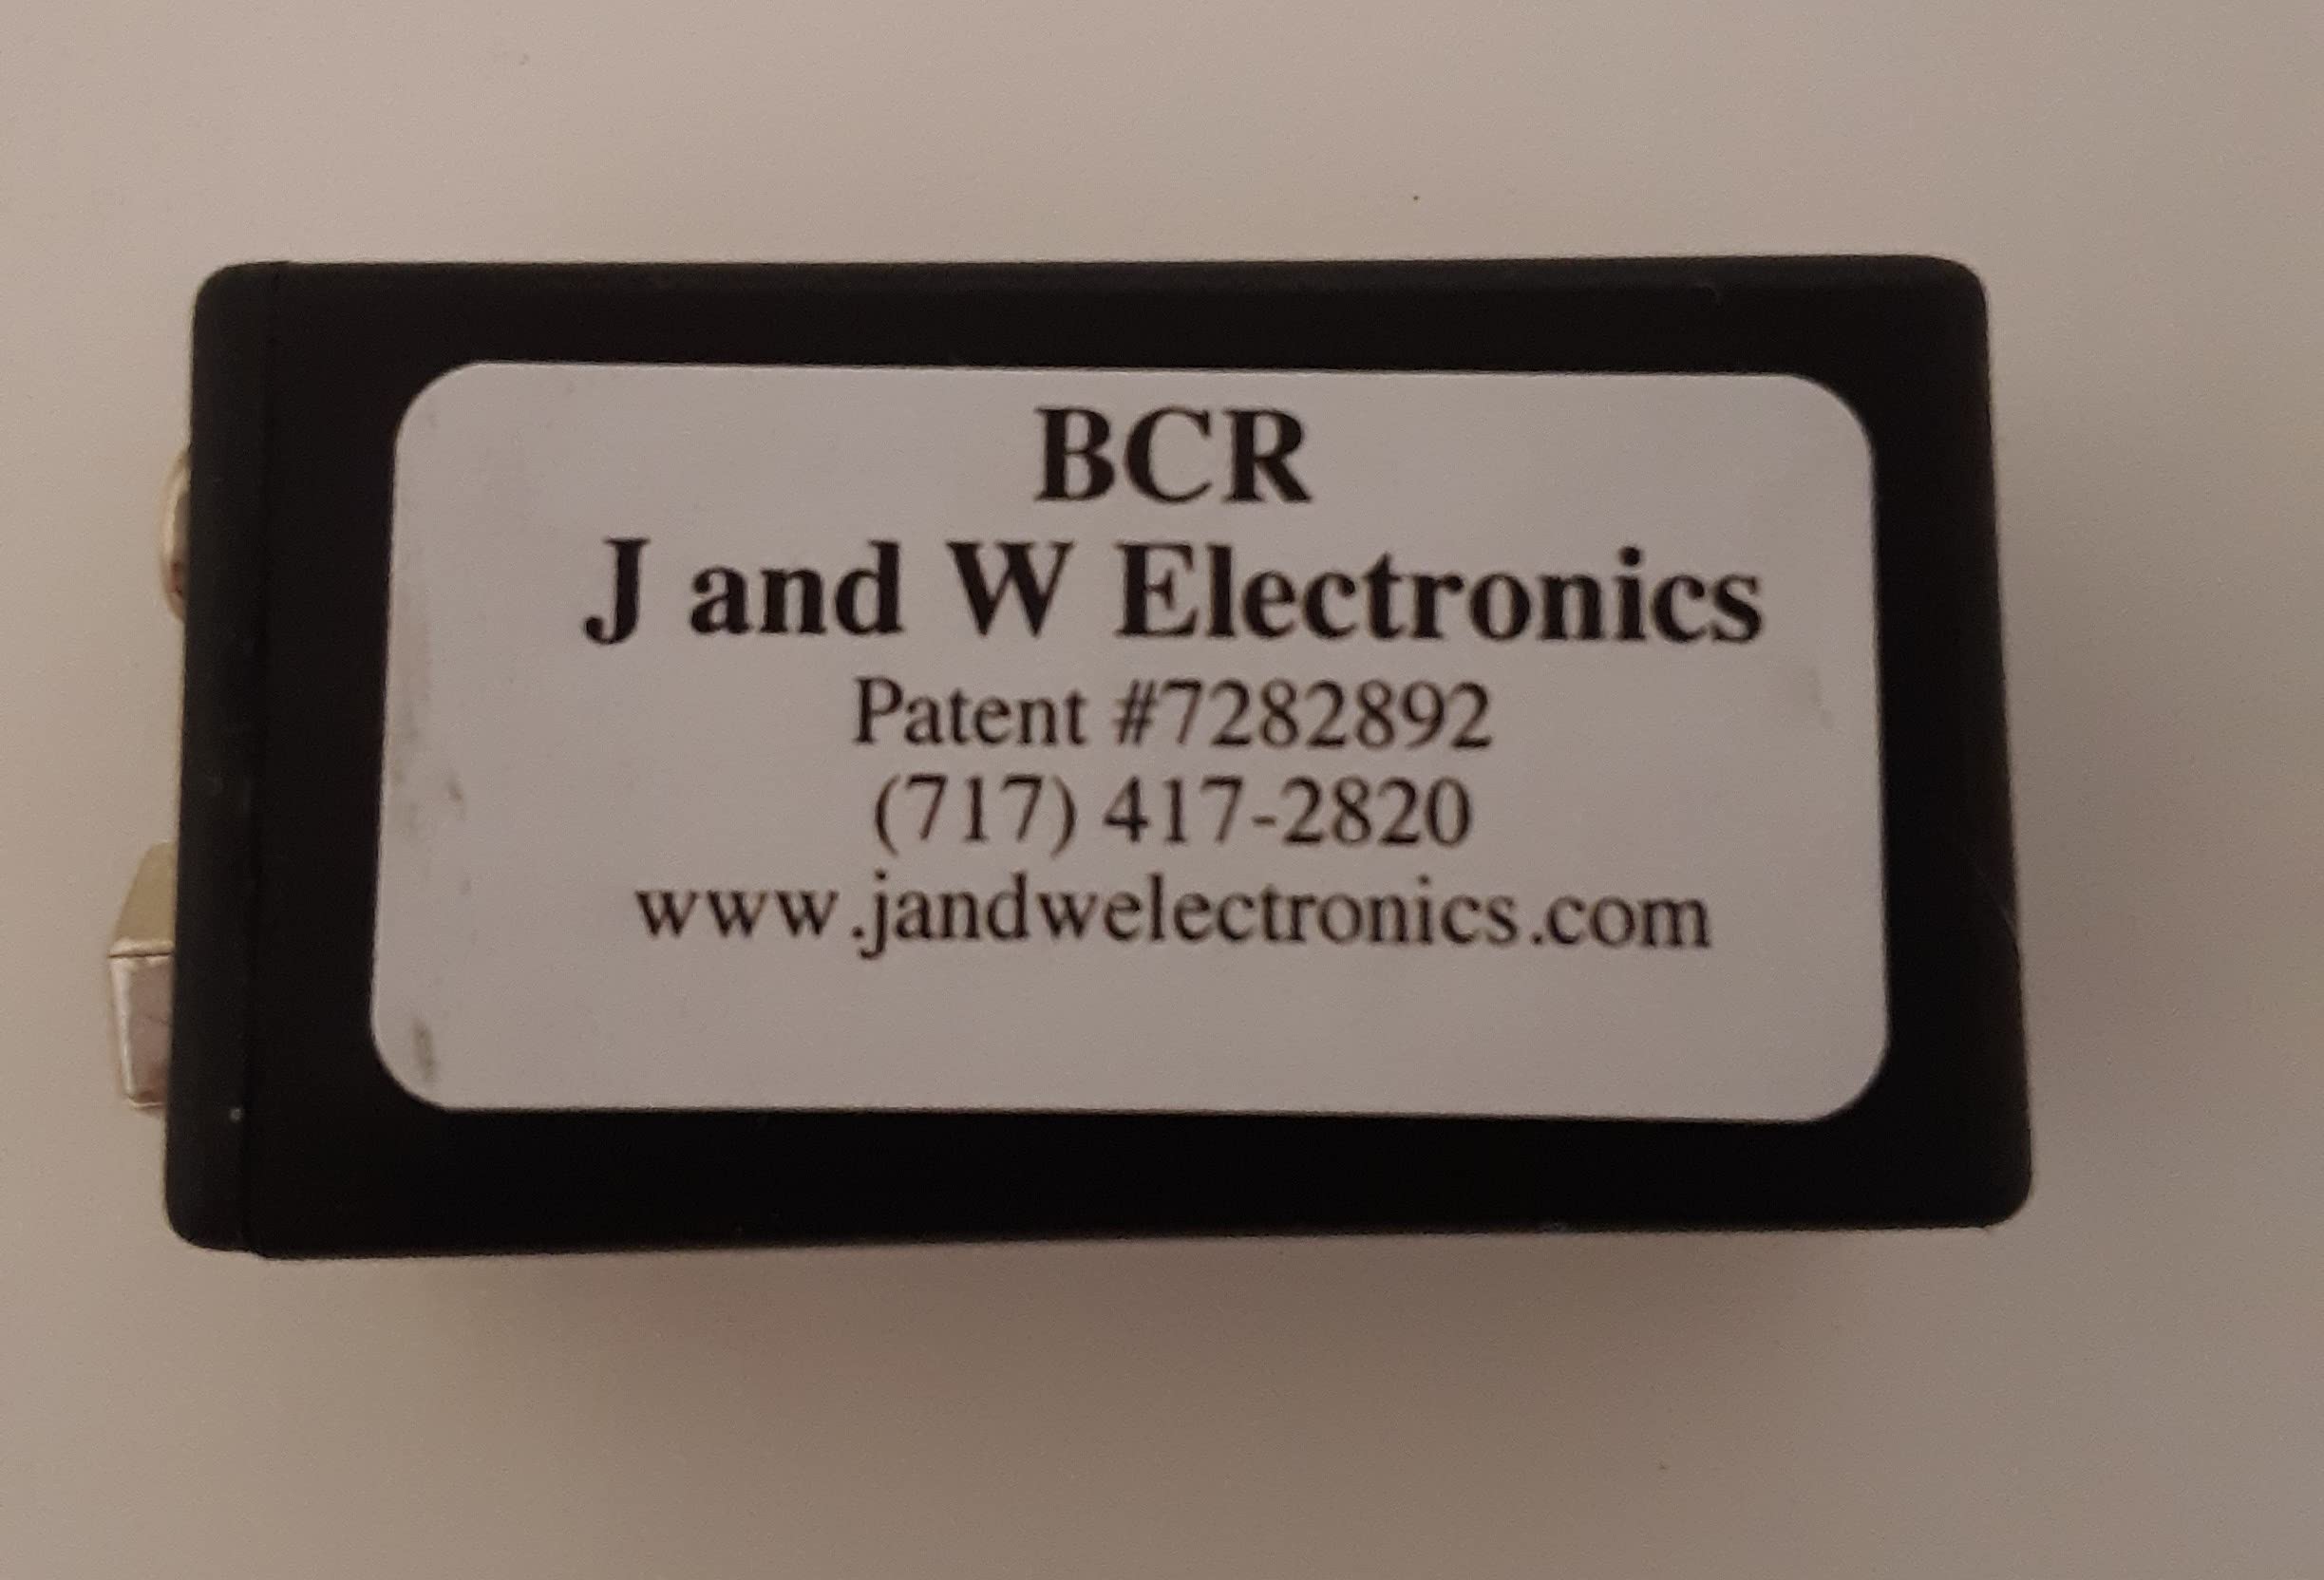 BCR
J and W Electronics
Patent #7282892
(717) 417-2820
www.jandwelectronics.com